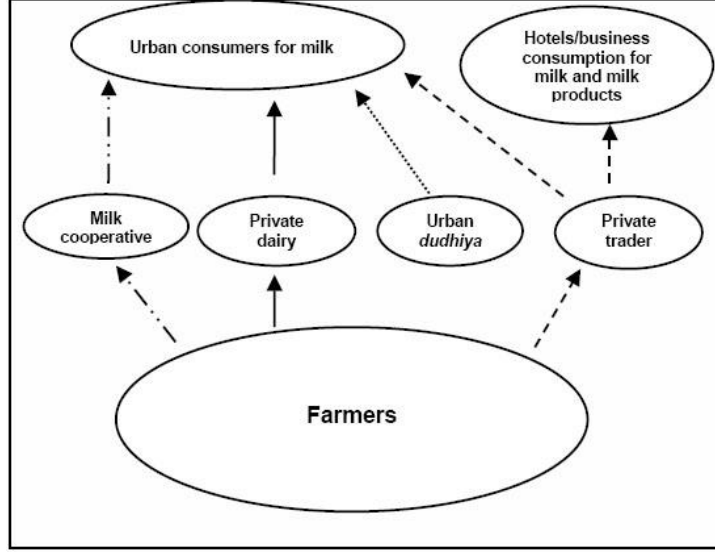 Urban consumers for milk
Hotels/business
consumption for
milk and milk
products
Milk
cooperative
Private
dairy
Urban
dudhiya
Private
trader
Farmers